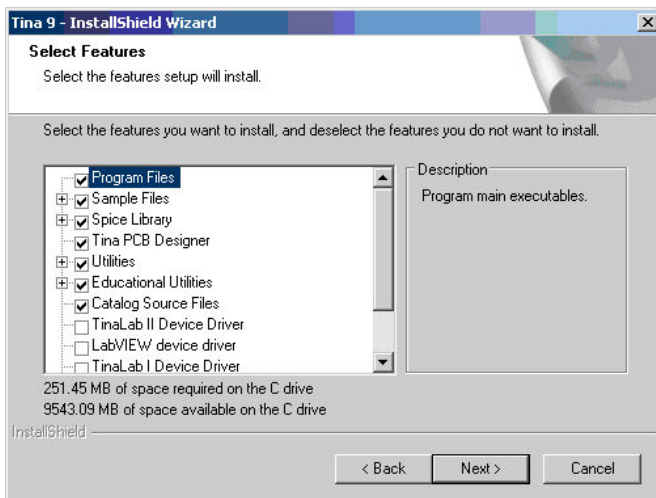 Tina 9 - InstallShield Wizard
Select Features
Select the features setup will install.
Select the features you want to install, and deselect the features you do not want to install.
Program Files
Sample Files
Spice Library
Tina PCB Designer
Utilities
Educational Utilities
Catalog Source Files
TinaLab II Device Driver
LabVIEW device driver
TinaLab I Device Driver
Description
Program main executables.
251.45 MB of space required on the C drive
9543.09 MB of space available on the C drive
InstallShield
< Back Next > Cancel